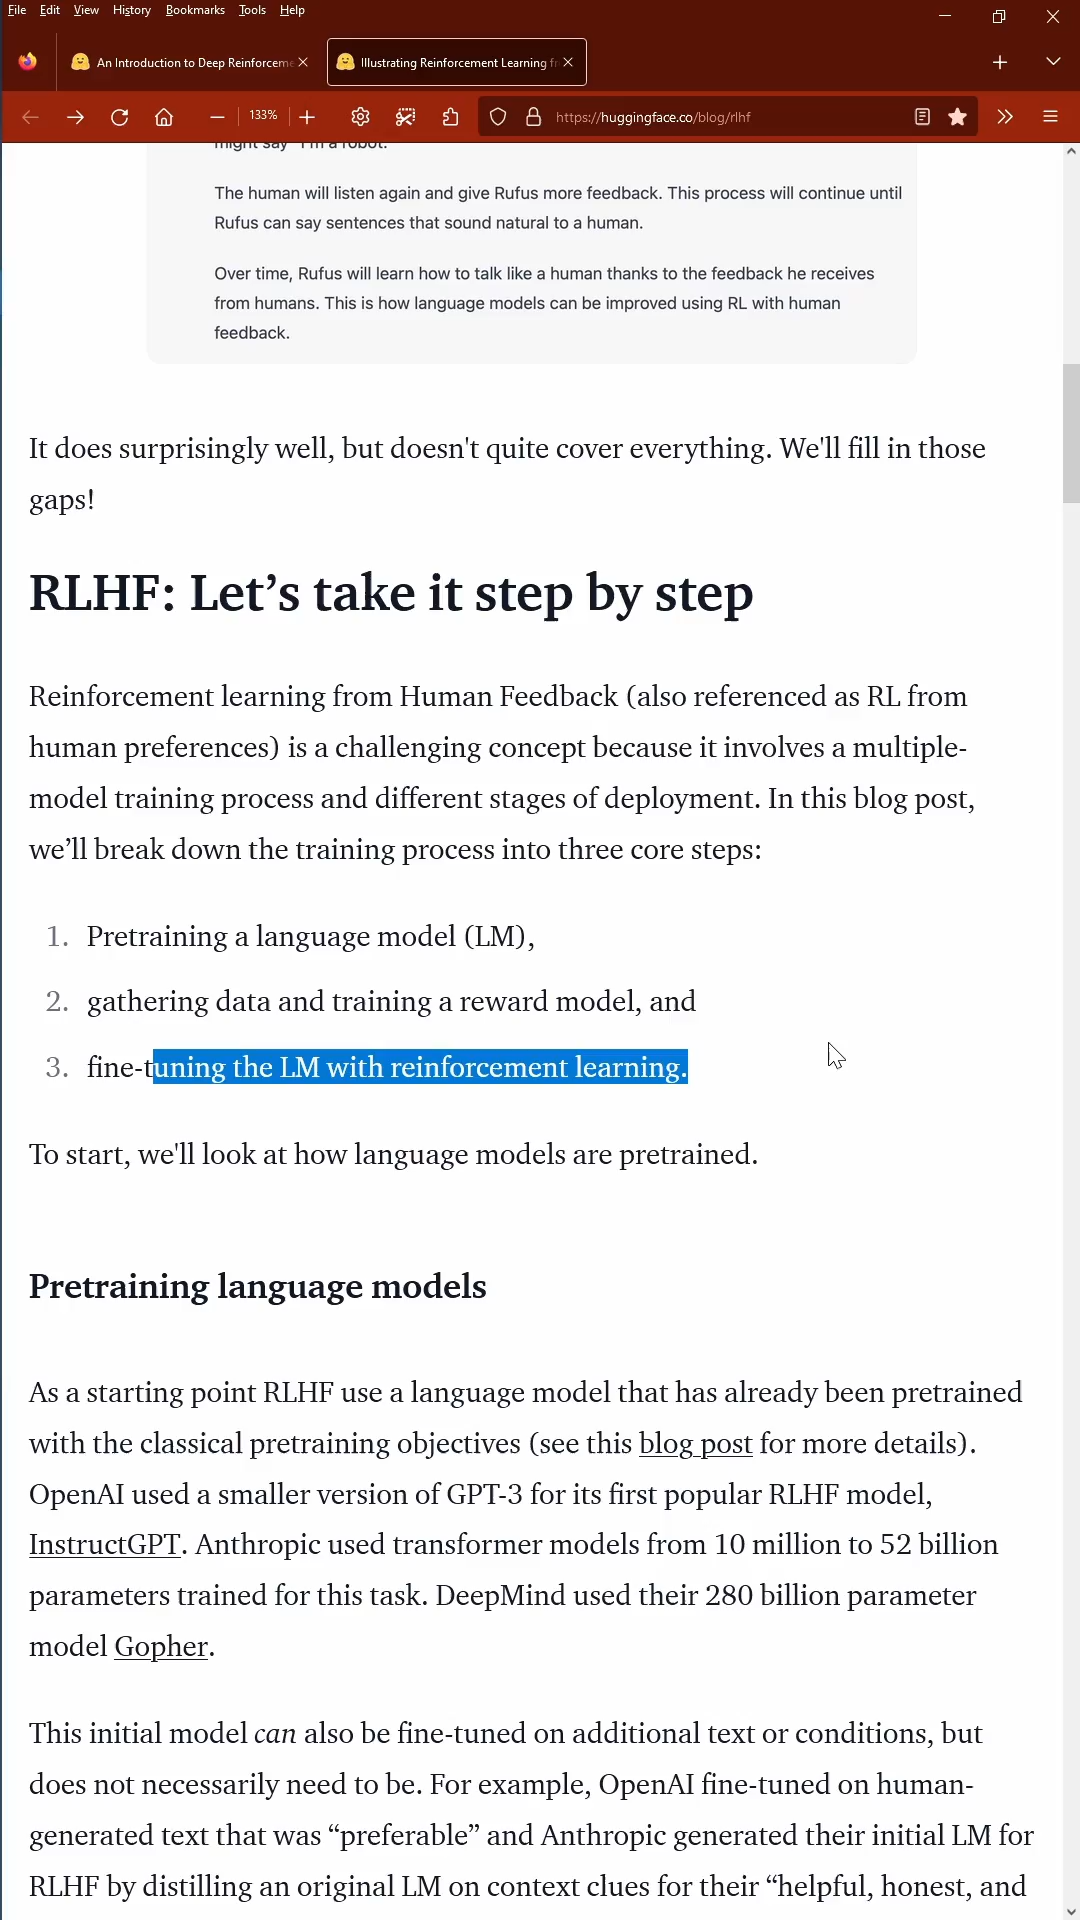 File Edit View History Bookmarks Tools Help
An Introduction to Deep Reinforceme
Illustrating Reinforcement Learning fr
133%
https://huggingface.co/blog/rlhf
might say "I'm a robot."
The human will listen again and give Rufus more feedback. This process will continue until
Rufus can say sentences that sound natural to a human.
Over time, Rufus will learn how to talk like a human thanks to the feedback he receives
from humans. This is how language models can be improved using RL with human
feedback.
It does surprisingly well, but doesn't quite cover everything. We'll fill in those
gaps!
RLHF: Let’s take it step by step
Reinforcement learning from Human Feedback (also referenced as RL from
human preferences) is a challenging concept because it involves a multiple-
model training process and different stages of deployment. In this blog post,
we’ll break down the training process into three core steps:
1. Pretraining a language model (LM),
2. gathering data and training a reward model, and
3. fine-tuning the LM with reinforcement learning.
To start, we'll look at how language models are pretrained.
Pretraining language models
As a starting point RLHF use a language model that has already been pretrained
with the classical pretraining objectives (see this blog post for more details).
OpenAI used a smaller version of GPT-3 for its first popular RLHF model,
InstructGPT. Anthropic used transformer models from 10 million to 52 billion
parameters trained for this task. DeepMind used their 280 billion parameter
model Gopher.
This initial model can also be fine-tuned on additional text or conditions, but
does not necessarily need to be. For example, OpenAI fine-tuned on human-
generated text that was “preferable” and Anthropic generated their initial LM for
RLHF by distilling an original LM on context clues for their “helpful, honest, and